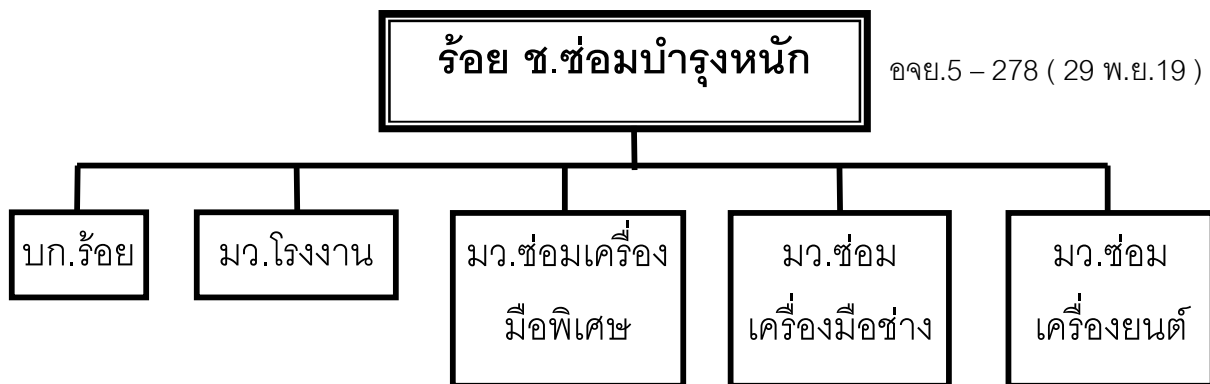 ร้อย ช.ซ่อมบำรุงหนัก
อจย.5 – 278 ( 29 พ.ย.19 )
บก.ร้อย
มว.โรงงาน
มว.ซ่อมเครื่อง
มือพิเศษ
มว.ซ่อม
เครื่องมือช่าง
มว.ซ่อม
เครื่องยนต์